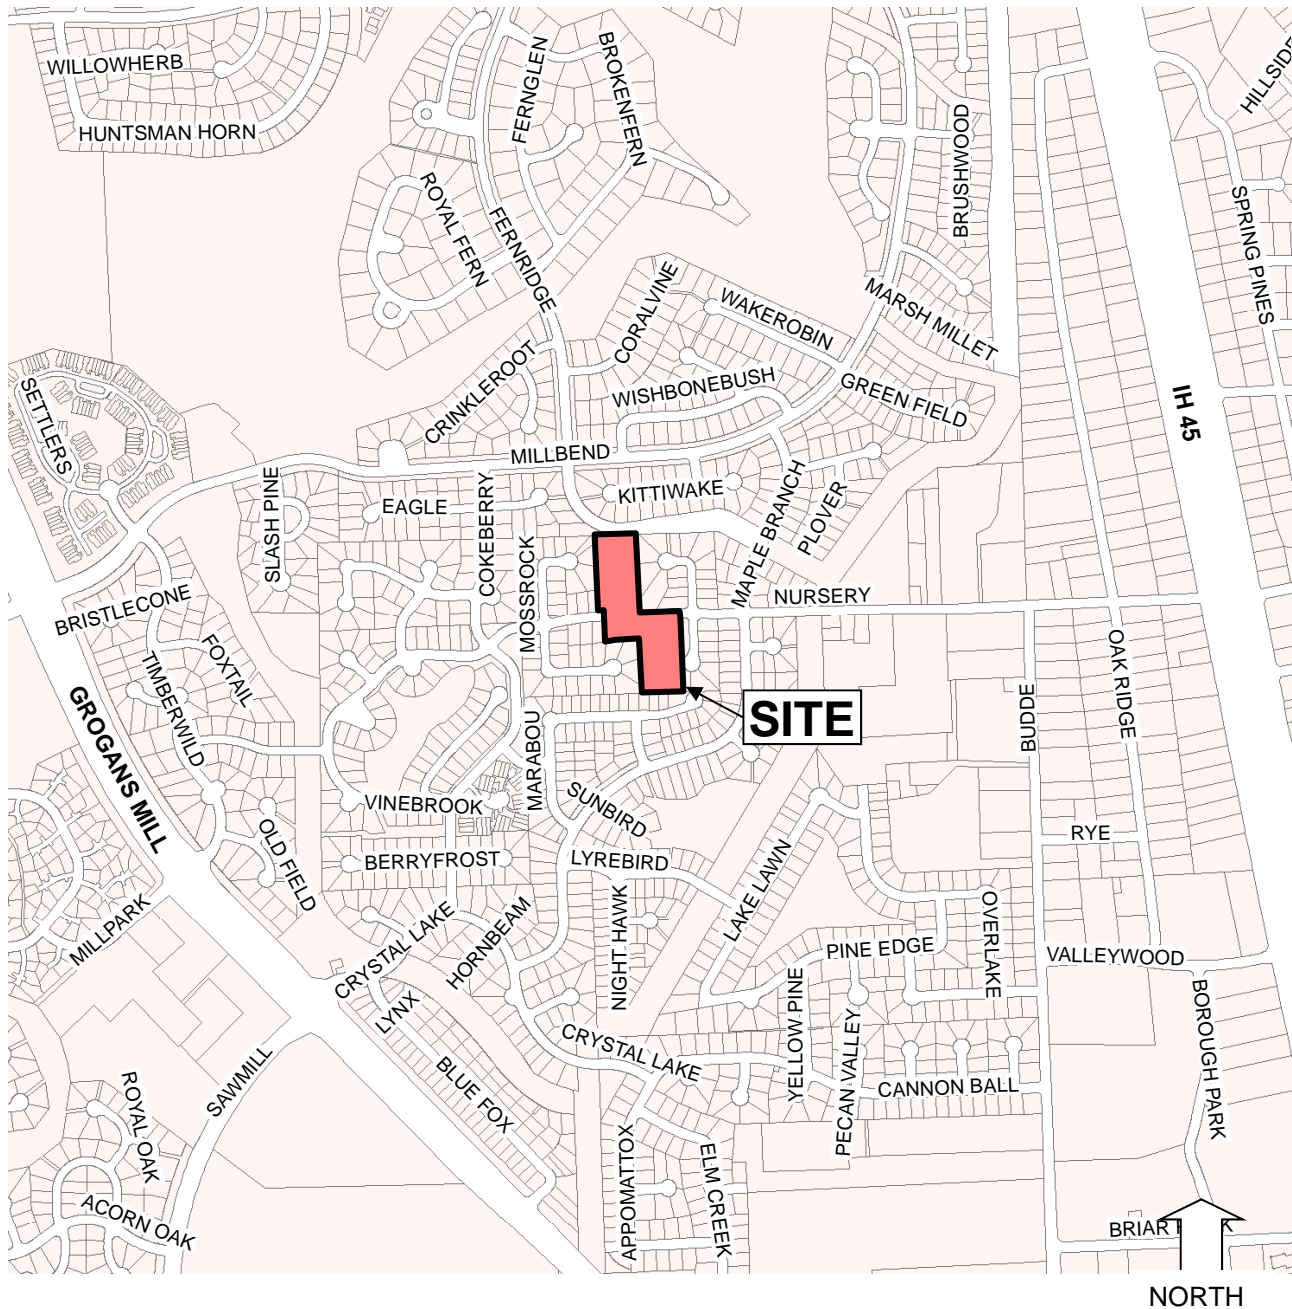 WILLOWHERB
HUNTSMAN HORN
FERNGLEN
BROKENFERN
HILLSIDE
BRUSHWOOD
ROYAL FERN
FERNRIDGE
SPRING PINES
CORALVINE
WAKEROBIN
MARSH MILLET
CRINKLEROOT
WISHBONEBUSH
GREEN FIELD
SETTLERS
IH 45
MILLBEND
SLASH PINE
EAGLE
COKEBERRY
KITTIWAKE
MAPLE BRANCH
PLOVER
MOSSROCK
BRISTLECONE
NURSERY
FOXTAIL
TIMBERWILD
OAK RIDGE
GROGANS MILL
SITE
BUDDE
MARABOU
VINEBROOK
SUNBIRD
OLD FIELD
BERRYFROST
LYREBIRD
RYE
LAKE LAWN
MILLPARK
CRYSTAL LAKE
HORNBEAM
NIGHT HAWK
PINE EDGE
OVERLAKE
VALLEYWOOD
LYNX
YELLOW PINE
PECAN VALLEY
BOROUGH PARK
CRYSTAL LAKE
BLUE FOX
CANNON BALL
SAWMILL
ROYAL OAK
APPOMATTOX
ELM CREEK
ACORN OAK
NORTH